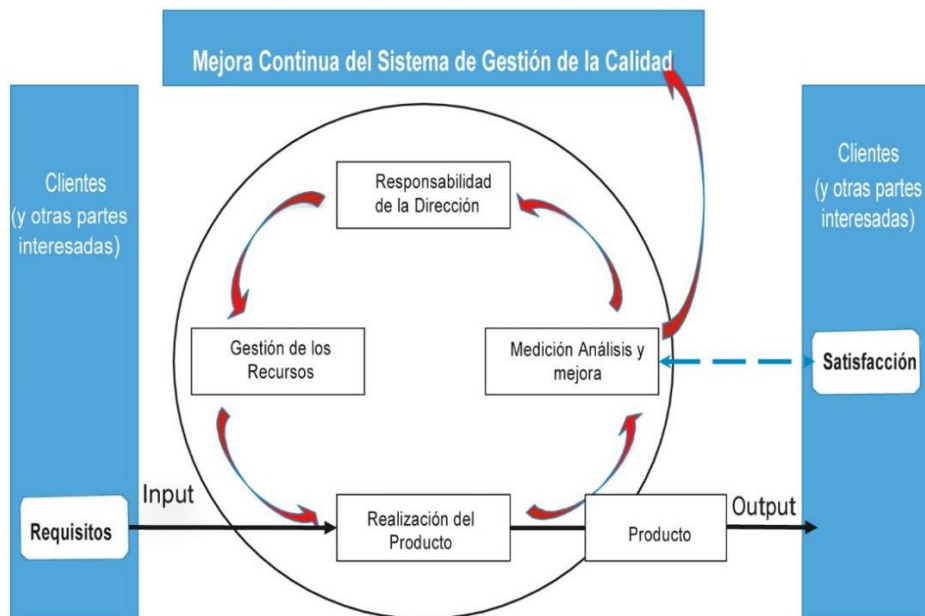 Mejora Continua del Sistema de Gestión de la Calidad
Clientes
(y otras partes
interesadas)
Responsabilidad
de la Dirección
Clientes
(y otras partes
interesadas)
Gestión de los
Recursos
Medición Análisis y
mejora
Satisfacción
Requisitos
Input
Realización del
Producto
Producto
Output